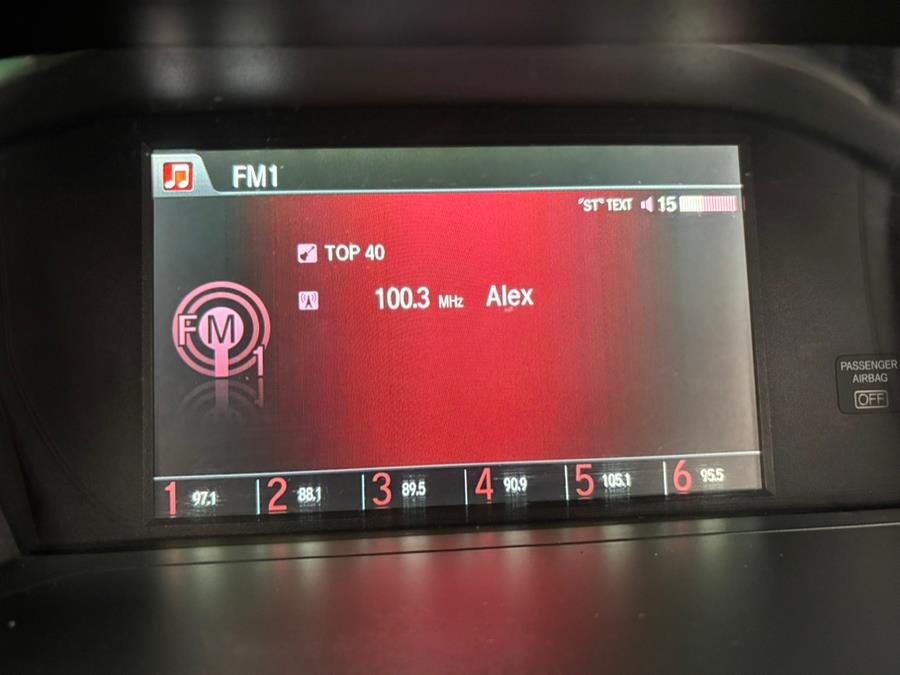 FM1
"ST" TEXT 15
TOP 40
100.3 MHz Alex
FM
1
PASSENGER
AIRBAG
OFF
1 97.1 2 88.1 3 89.5 4 90.9 5 105.1 6 95.5